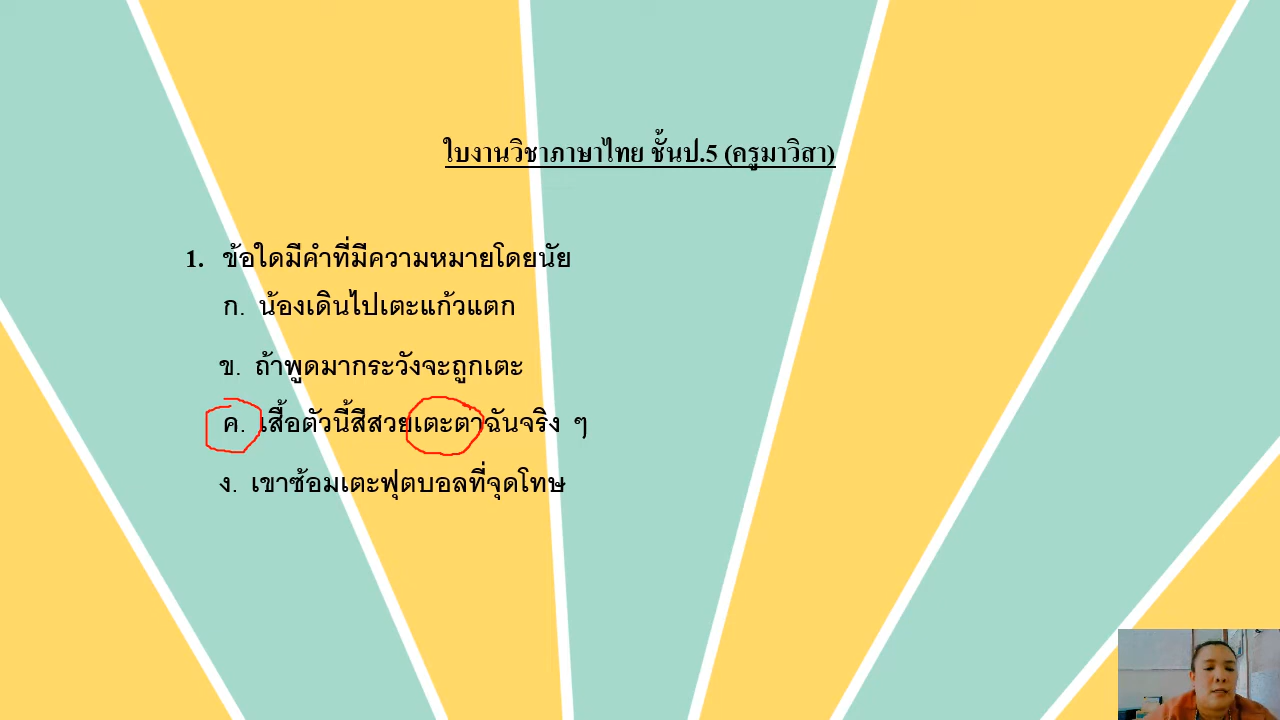 ใบงานวิชาภาษาไทย ชั้นป.5 (ครูมาวิสา)
1. ข้อใดมีคำที่มีความหมายโดยนัย
ก. น้องเดินไปเตะแก้วแตก
ข. ถ้าพูดมากระวังจะถูกเตะ
ค. เสื้อตัวนี้สีสวยเตะตาฉันจริง ๆ
ง. เขาซ้อมเตะฟุตบอลที่จุดโทษ